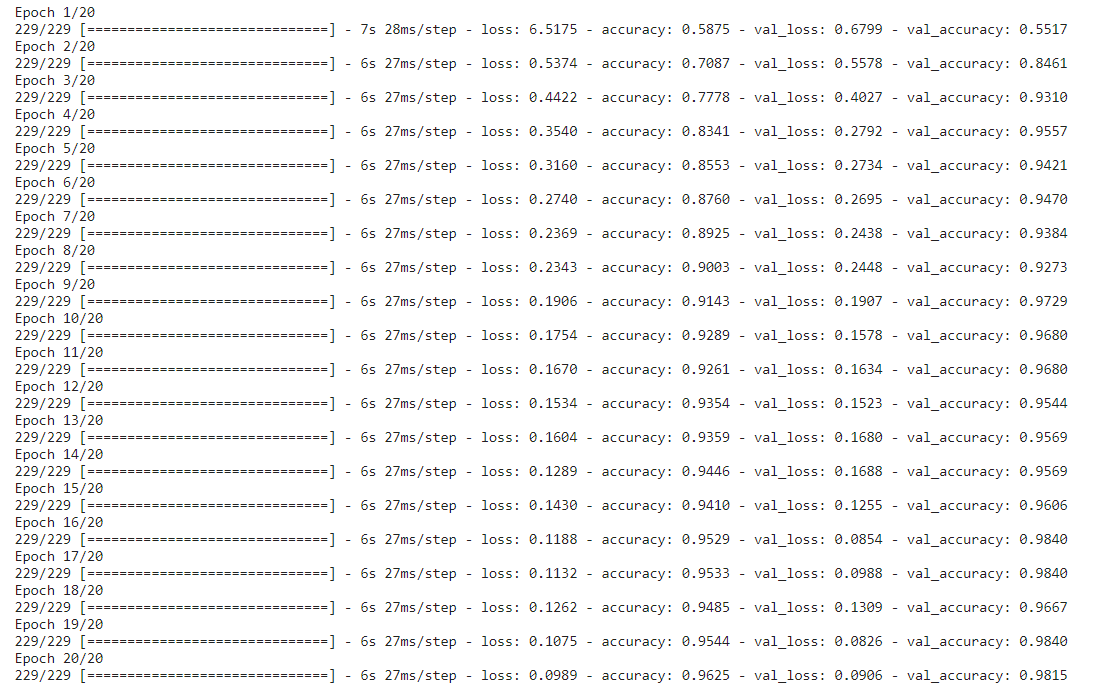 Epoch 1/20
229/229 [==============================] - 7s 28ms/step - loss: 6.5175 - accuracy: 0.5875 - val_loss: 0.6799 - val_accuracy: 0.5517
Epoch 2/20
229/229 [==============================] - 6s 27ms/step - loss: 0.5374 - accuracy: 0.7087 - val_loss: 0.5578 - val_accuracy: 0.8461
Epoch 3/20
229/229 [==============================] - 6s 27ms/step - loss: 0.4422 - accuracy: 0.7778 - val_loss: 0.4027 - val_accuracy: 0.9310
Epoch 4/20
229/229 [==============================] - 6s 27ms/step - loss: 0.3540 - accuracy: 0.8341 - val_loss: 0.2792 - val_accuracy: 0.9557
Epoch 5/20
229/229 [==============================] - 6s 27ms/step - loss: 0.3160 - accuracy: 0.8553 - val_loss: 0.2734 - val_accuracy: 0.9421
Epoch 6/20
229/229 [==============================] - 6s 27ms/step - loss: 0.2740 - accuracy: 0.8760 - val_loss: 0.2695 - val_accuracy: 0.9470
Epoch 7/20
229/229 [==============================] - 6s 27ms/step - loss: 0.2369 - accuracy: 0.8925 - val_loss: 0.2438 - val_accuracy: 0.9384
Epoch 8/20
229/229 [==============================] - 6s 27ms/step - loss: 0.2343 - accuracy: 0.9003 - val_loss: 0.2448 - val_accuracy: 0.9273
Epoch 9/20
229/229 [==============================] - 6s 27ms/step - loss: 0.1906 - accuracy: 0.9143 - val_loss: 0.1907 - val_accuracy: 0.9729
Epoch 10/20
229/229 [==============================] - 6s 27ms/step - loss: 0.1754 - accuracy: 0.9289 - val_loss: 0.1578 - val_accuracy: 0.9680
Epoch 11/20
229/229 [==============================] - 6s 27ms/step - loss: 0.1670 - accuracy: 0.9261 - val_loss: 0.1634 - val_accuracy: 0.9680
Epoch 12/20
229/229 [==============================] - 6s 27ms/step - loss: 0.1534 - accuracy: 0.9354 - val_loss: 0.1523 - val_accuracy: 0.9544
Epoch 13/20
229/229 [==============================] - 6s 27ms/step - loss: 0.1604 - accuracy: 0.9359 - val_loss: 0.1680 - val_accuracy: 0.9569
Epoch 14/20
229/229 [==============================] - 6s 27ms/step - loss: 0.1289 - accuracy: 0.9446 - val_loss: 0.1688 - val_accuracy: 0.9569
Epoch 15/20
229/229 [==============================] - 6s 27ms/step - loss: 0.1430 - accuracy: 0.9410 - val_loss: 0.1255 - val_accuracy: 0.9606
Epoch 16/20
229/229 [==============================] - 6s 27ms/step - loss: 0.1188 - accuracy: 0.9529 - val_loss: 0.0854 - val_accuracy: 0.9840
Epoch 17/20
229/229 [==============================] - 6s 27ms/step - loss: 0.1132 - accuracy: 0.9533 - val_loss: 0.0988 - val_accuracy: 0.9840
Epoch 18/20
229/229 [==============================] - 6s 27ms/step - loss: 0.1262 - accuracy: 0.9485 - val_loss: 0.1309 - val_accuracy: 0.9667
Epoch 19/20
229/229 [==============================] - 6s 27ms/step - loss: 0.1075 - accuracy: 0.9544 - val_loss: 0.0826 - val_accuracy: 0.9840
Epoch 20/20
229/229 [==============================] - 6s 27ms/step - loss: 0.0989 - accuracy: 0.9625 - val_loss: 0.0906 - val_accuracy: 0.9815